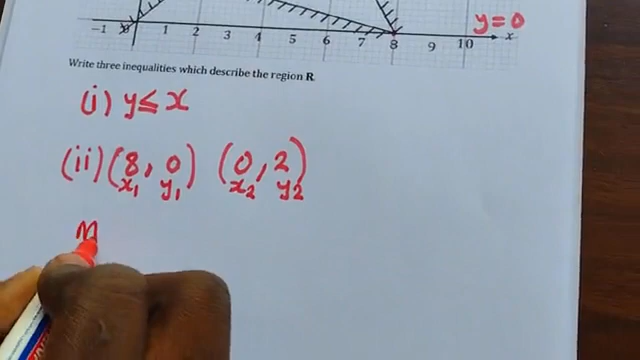 y=0
-1 0 1 2 3 4 5 6 7 8 9 10 x
Write three inequalities which describe the region R.
(i) y ≤ x
(ii) (8, 0) (0, 2)
x₁ y₁ x₂ y₂
M